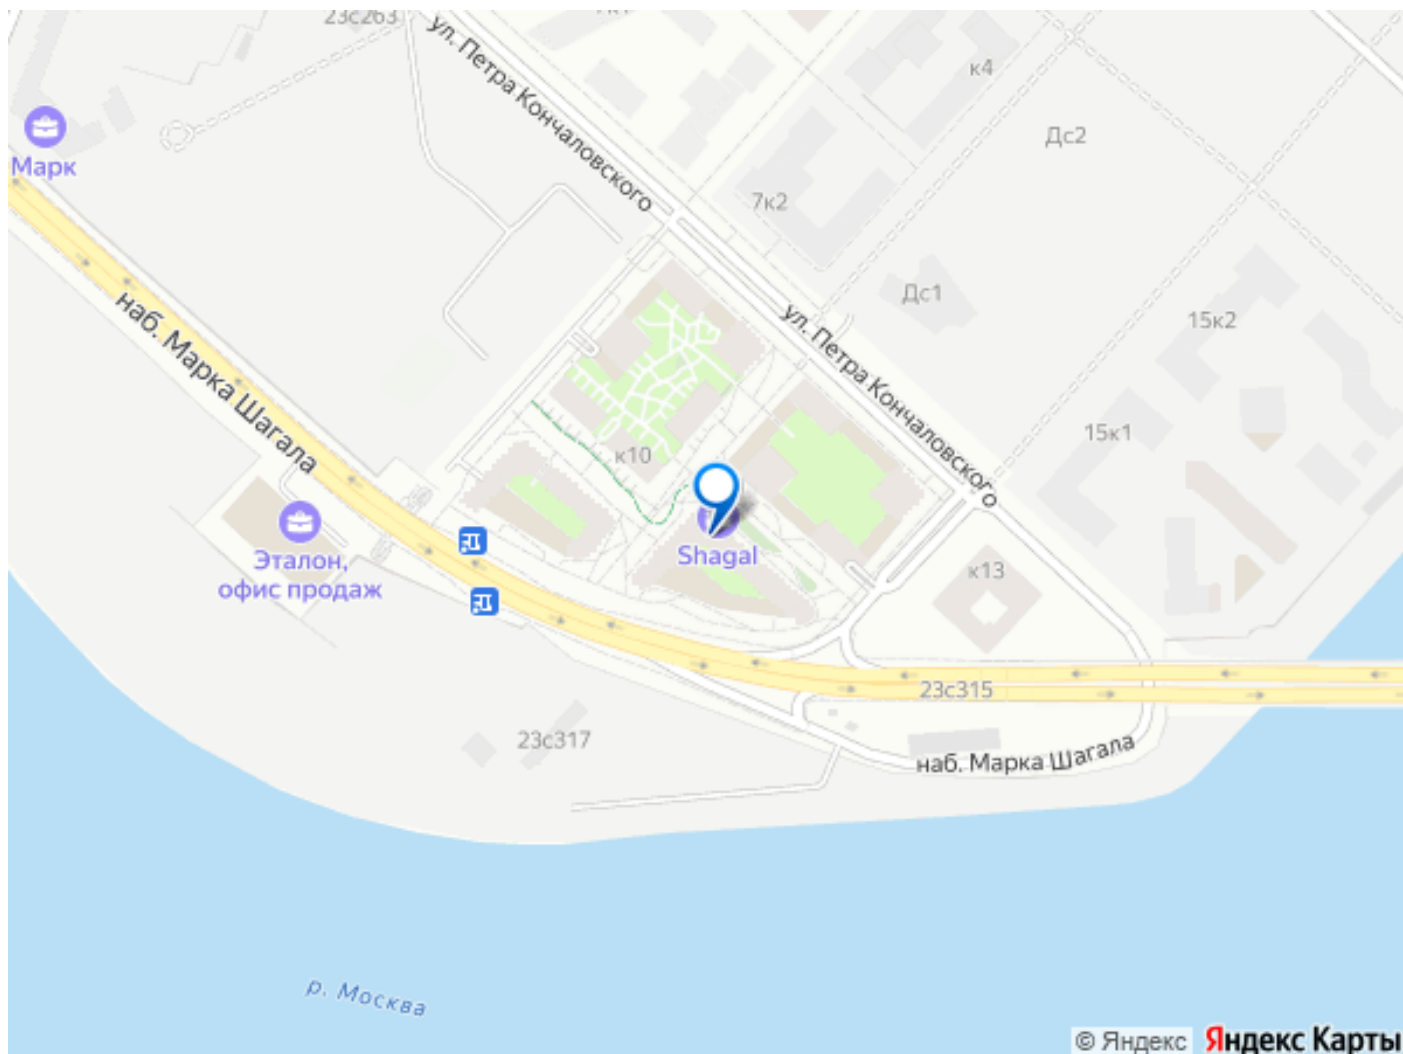 23с263
ул. Петра Кончаловского
к4
Марк
Дс2
7к2
Дс1
15к2
наб. Марка Шагала
ул. Петра Кончаловского
15к1
к10
Shagal
Эталон,
офис продаж
к13
23с315
23с317
наб. Марка Шагала
р. Москва
© Яндекс Яндекс Карты